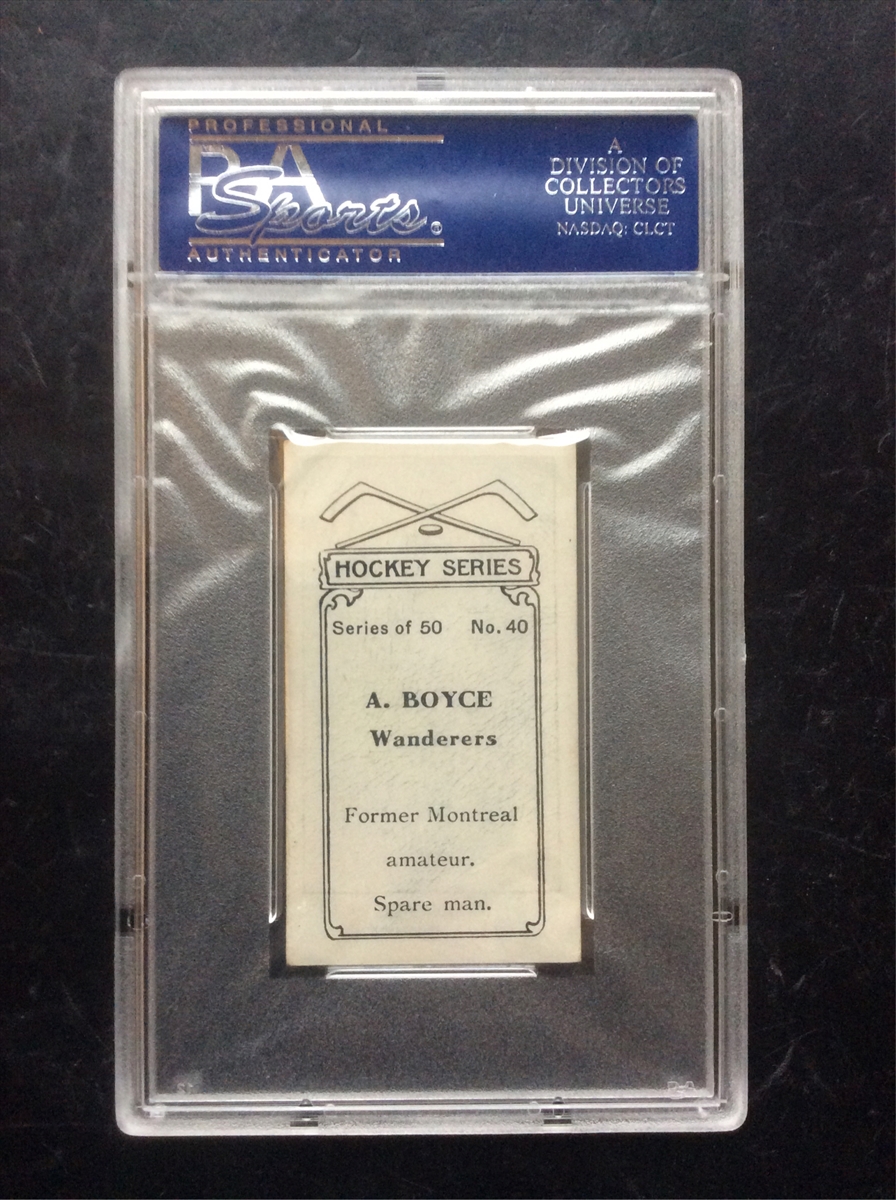 PROFESSIONAL
PSA
Sports
AUTHENTICATOR
A
DIVISION OF
COLLECTORS
UNIVERSE
NASDAQ: CLCT
HOCKEY SERIES
Series of 50 No. 40
A. BOYCE
Wanderers
Former Montreal
amateur.
Spare man.